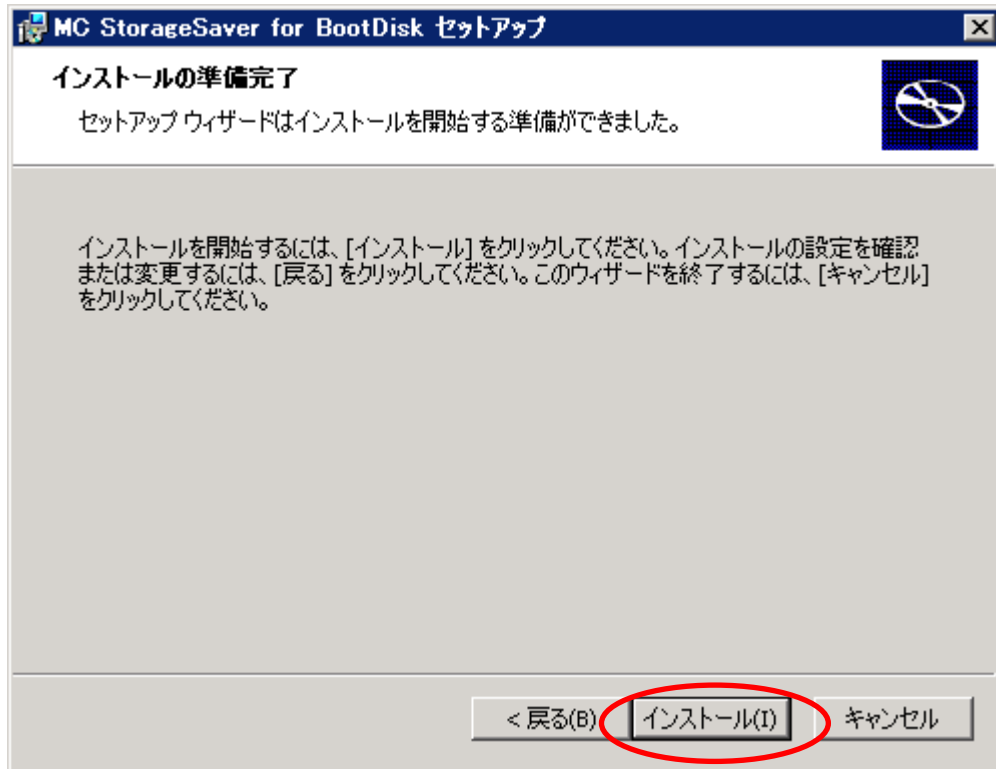 MC StorageSaver for BootDisk セットアップ
インストールの準備完了
セットアップ ウィザードはインストールを開始する準備ができました。
インストールを開始するには、[インストール] をクリックしてください。インストールの設定を確認
または変更するには、[戻る] をクリックしてください。このウィザードを終了するには、[キャンセル]
をクリックしてください。
< 戻る(B)
インストール(I)
キャンセル